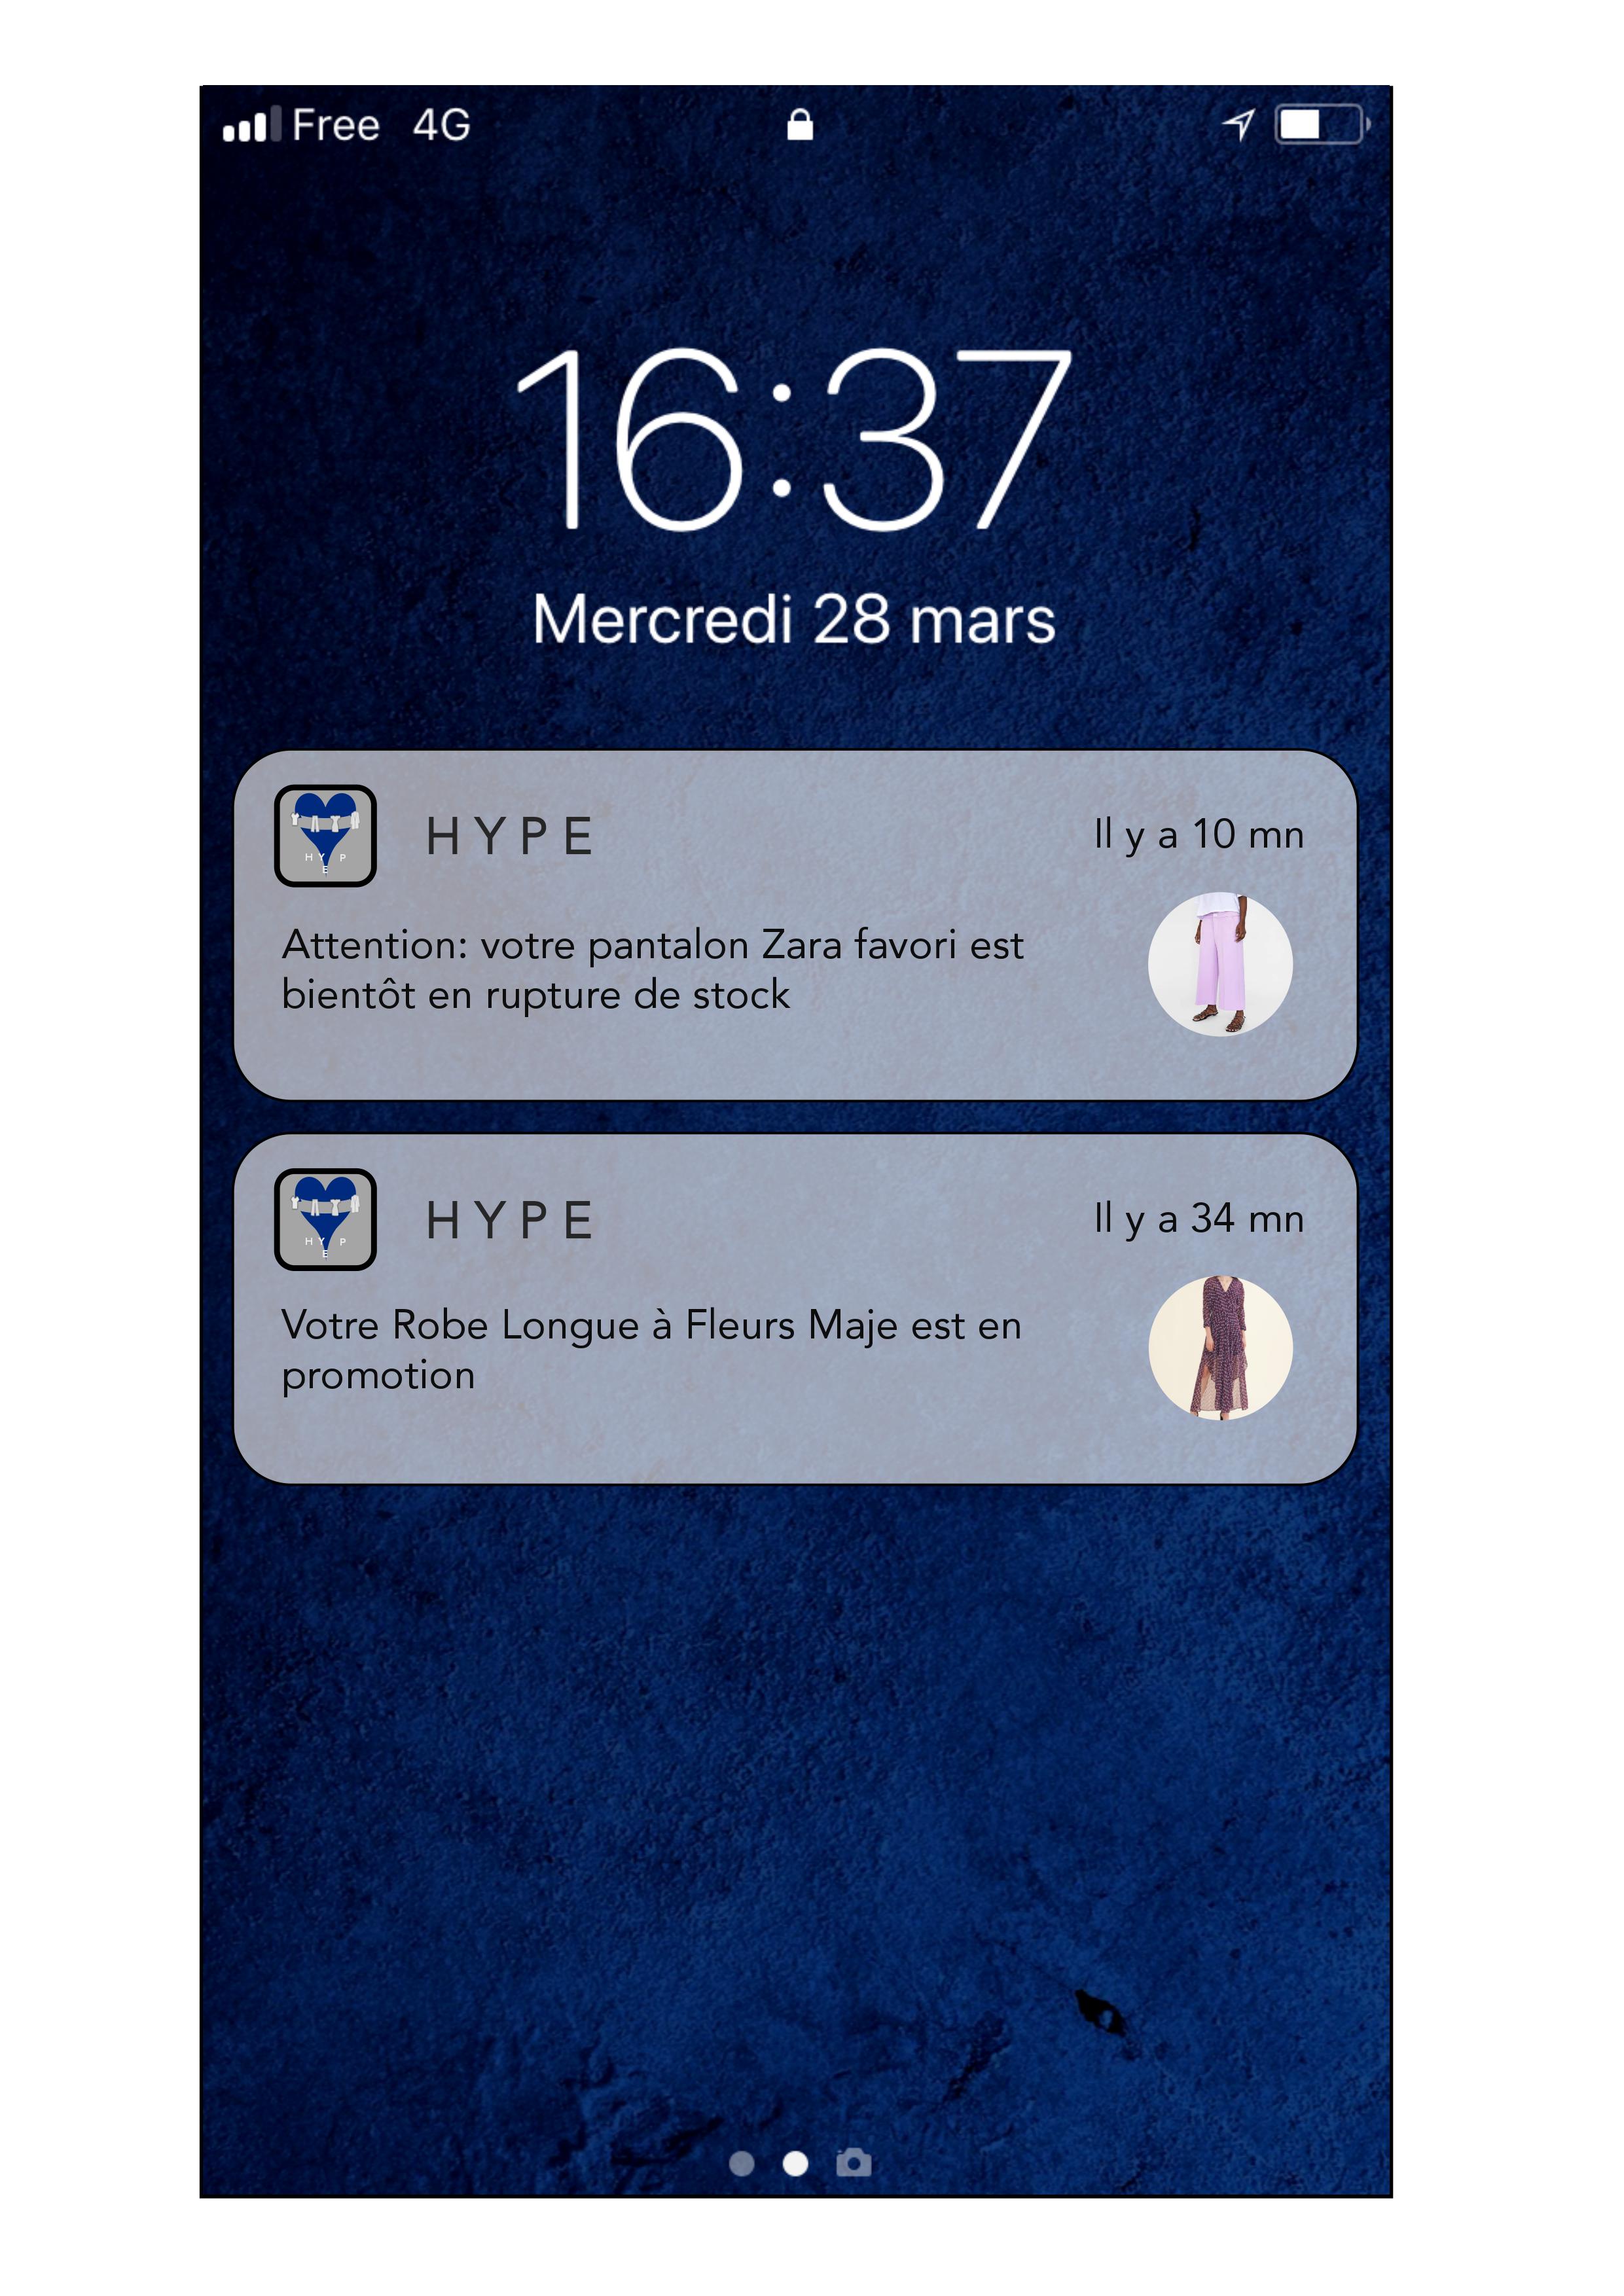 Free 4G
16:37
Mercredi 28 mars
H Y P
E
HYPE
Il y a 10 mn
Attention: votre pantalon Zara favori est
bientôt en rupture de stock
H Y P
E
HYPE
Il y a 34 mn
Votre Robe Longue à Fleurs Maje est en
promotion